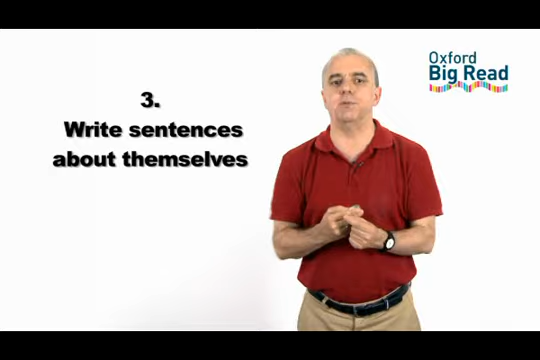 Oxford
Big Read
3.
Write sentences
about themselves